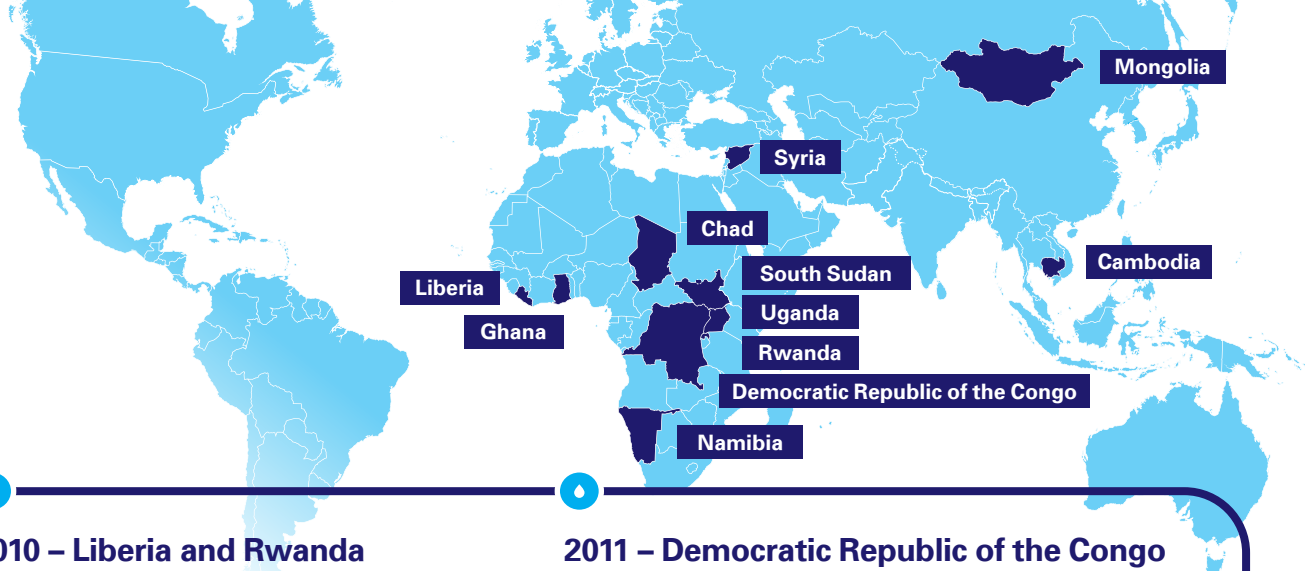 Mongolia
Syria
Chad
Cambodia
South Sudan
Liberia
Uganda
Ghana
Rwanda
Democratic Republic of the Congo
Namibia
010 – Liberia and Rwanda
2011 – Democratic Republic of the Congo